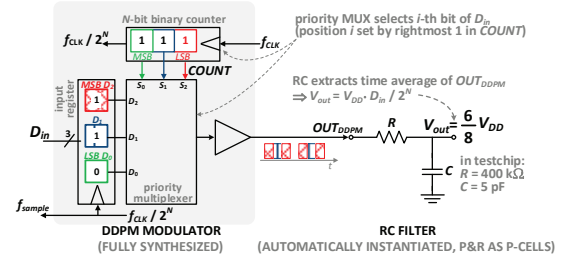 N-bit binary counter
priority MUX selects i-th bit of Din
(position i set by rightmost 1 in COUNT)
fCLK / 2^N
1 1 1
fCLK
MSB LSB
COUNT
RC extracts time average of OUTDDPM
⇒ Vout = VDD · Din / 2^N
input
register
MSB D2
S0 S1 S2
1
D2
Din
3
D1
1
D1
LSB D0
0
D0
priority
multiplexer
OUTDDPM
t
R
Vout = 6/8 VDD
C
in testchip:
R = 400 kΩ
C = 5 pF
fsample
fCLK / 2^N
DDPM MODULATOR
(FULLY SYNTHESIZED)
RC FILTER
(AUTOMATICALLY INSTANTIATED, P&R AS P-CELLS)